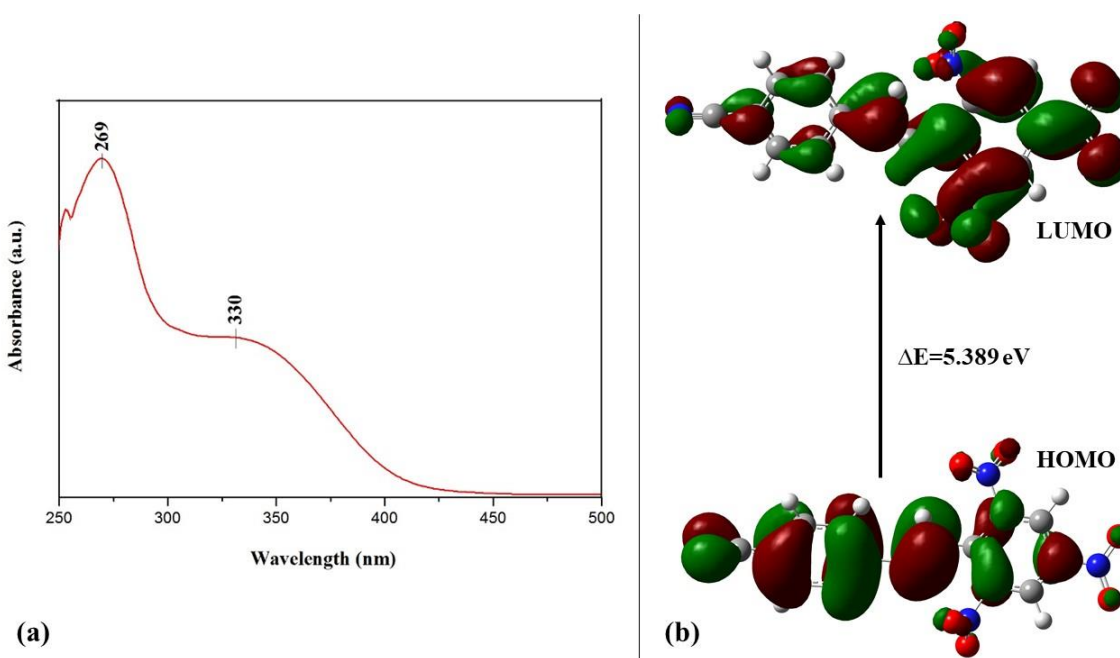 269
330
Absorbance (a.u.)
250 300 350 400 450 500
Wavelength (nm)
(a)
LUMO
ΔE=5.389 eV
HOMO
(b)